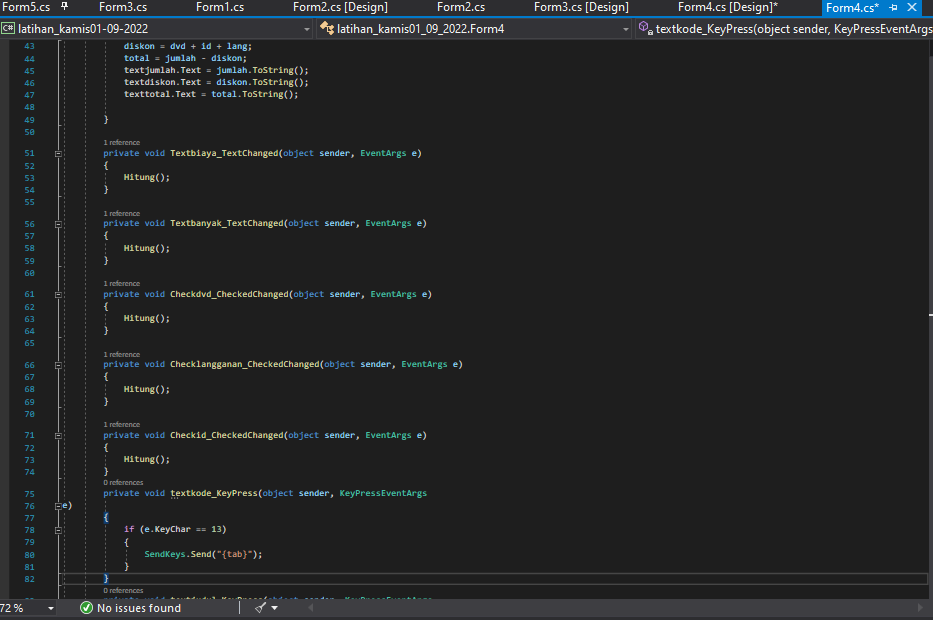 Form5.cs Form3.cs Form1.cs Form2.cs [Design] Form2.cs Form3.cs [Design] Form4.cs [Design]* Form4.cs*
C# latihan_kamis01-09-2022 latihan_kamis01_09_2022.Form4 textkode_KeyPress(object sender, KeyPressEventArgs
43 diskon = dvd + id + lang;
44 total = jumlah - diskon;
45 textjumlah.Text = jumlah.ToString();
46 textdiskon.Text = diskon.ToString();
47 texttotal.Text = total.ToString();
48
49 }
50
1 reference
51 private void Textbiaya_TextChanged(object sender, EventArgs e)
52 {
53 Hitung();
54 }
55
1 reference
56 private void Textbanyak_TextChanged(object sender, EventArgs e)
57 {
58 Hitung();
59 }
60
1 reference
61 private void Checkdvd_CheckedChanged(object sender, EventArgs e)
62 {
63 Hitung();
64 }
65
1 reference
66 private void Checklangganan_CheckedChanged(object sender, EventArgs e)
67 {
68 Hitung();
69 }
70
1 reference
71 private void Checkid_CheckedChanged(object sender, EventArgs e)
72 {
73 Hitung();
74 }
0 references
75 private void textkode_KeyPress(object sender, KeyPressEventArgs
76 e)
77 {
78 if (e.KeyChar == 13)
79 {
80 SendKeys.Send("{tab}");
81 }
82 }
0 references
72 % No issues found